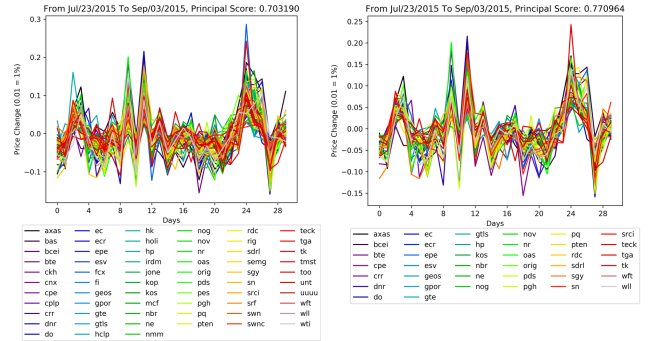 From Jul/23/2015 To Sep/03/2015, Principal Score: 0.703190
0.3
0.2
0.1
0.0
−0.1
Price Change (0.01 = 1%)
0 4 8 12 16 20 24 28
Days
axas ec hk nog rdc teck
bas ecr holi nov rig tga
bcei epe hp nr sdrl tk
bte esv irdm oas semg tmst
ckh fcx jone orig sgy too
cnx fi kop pds sn unt
cpe geos kos pes srci uuuu
cplp gpor mcf pgh srf wft
crr gte nbr pq swn wll
dnr gtls ne pten swnc wti
do hclp nmm
From Jul/23/2015 To Sep/03/2015, Principal Score: 0.770964
0.25
0.20
0.15
0.10
0.05
0.00
−0.05
−0.10
−0.15
Price Change (0.01 = 1%)
0 4 8 12 16 20 24 28
Days
axas ec gtls nov pq srci
bcei ecr hp nr pten teck
bte epe kos oas rdc tga
cpe esv nbr orig sdrl tk
crr geos ne pds sgy wft
dnr gpor nog pgh sn wll
do gte